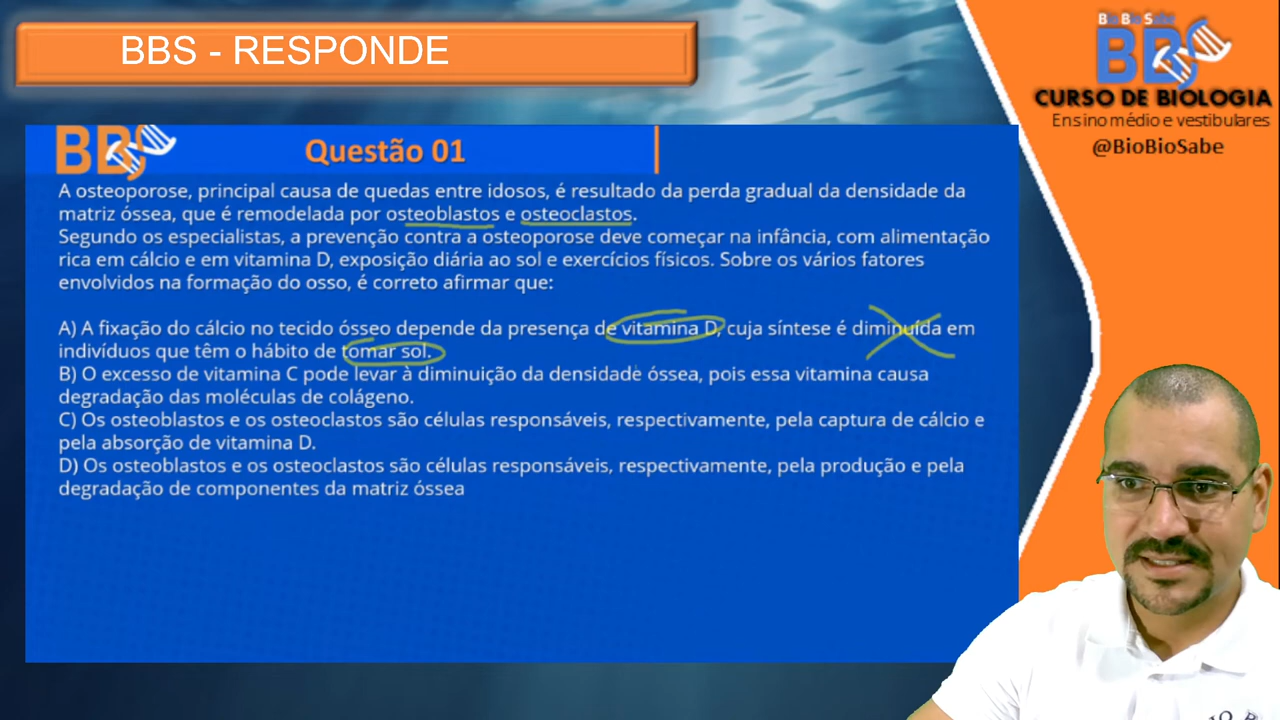 BBS - RESPONDE
Bio Bio Sabe
BBS
CURSO DE BIOLOGIA
Ensino médio e vestibulares
@BioBioSabe
BBS
Questão 01
A osteoporose, principal causa de quedas entre idosos, é resultado da perda gradual da densidade da
matriz óssea, que é remodelada por osteoblastos e osteoclastos.
Segundo os especialistas, a prevenção contra a osteoporose deve começar na infância, com alimentação
rica em cálcio e em vitamina D, exposição diária ao sol e exercícios físicos. Sobre os vários fatores
envolvidos na formação do osso, é correto afirmar que:
A) A fixação do cálcio no tecido ósseo depende da presença de vitamina D, cuja síntese é diminuída em
indivíduos que têm o hábito de tomar sol.
B) O excesso de vitamina C pode levar à diminuição da densidade óssea, pois essa vitamina causa
degradação das moléculas de colágeno.
C) Os osteoblastos e os osteoclastos são células responsáveis, respectivamente, pela captura de cálcio e
pela absorção de vitamina D.
D) Os osteoblastos e os osteoclastos são células responsáveis, respectivamente, pela produção e pela
degradação de componentes da matriz óssea